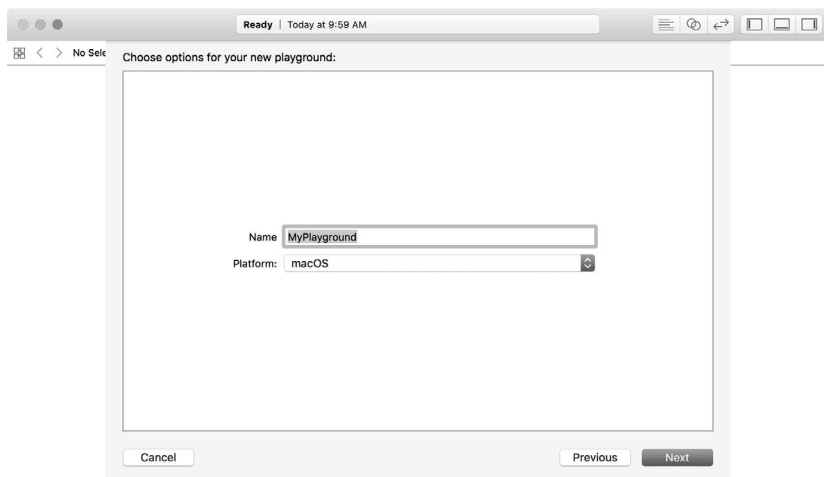 Ready | Today at 9:59 AM
No Sele
Choose options for your new playground:
Name MyPlayground
Platform: macOS
Cancel Previous Next